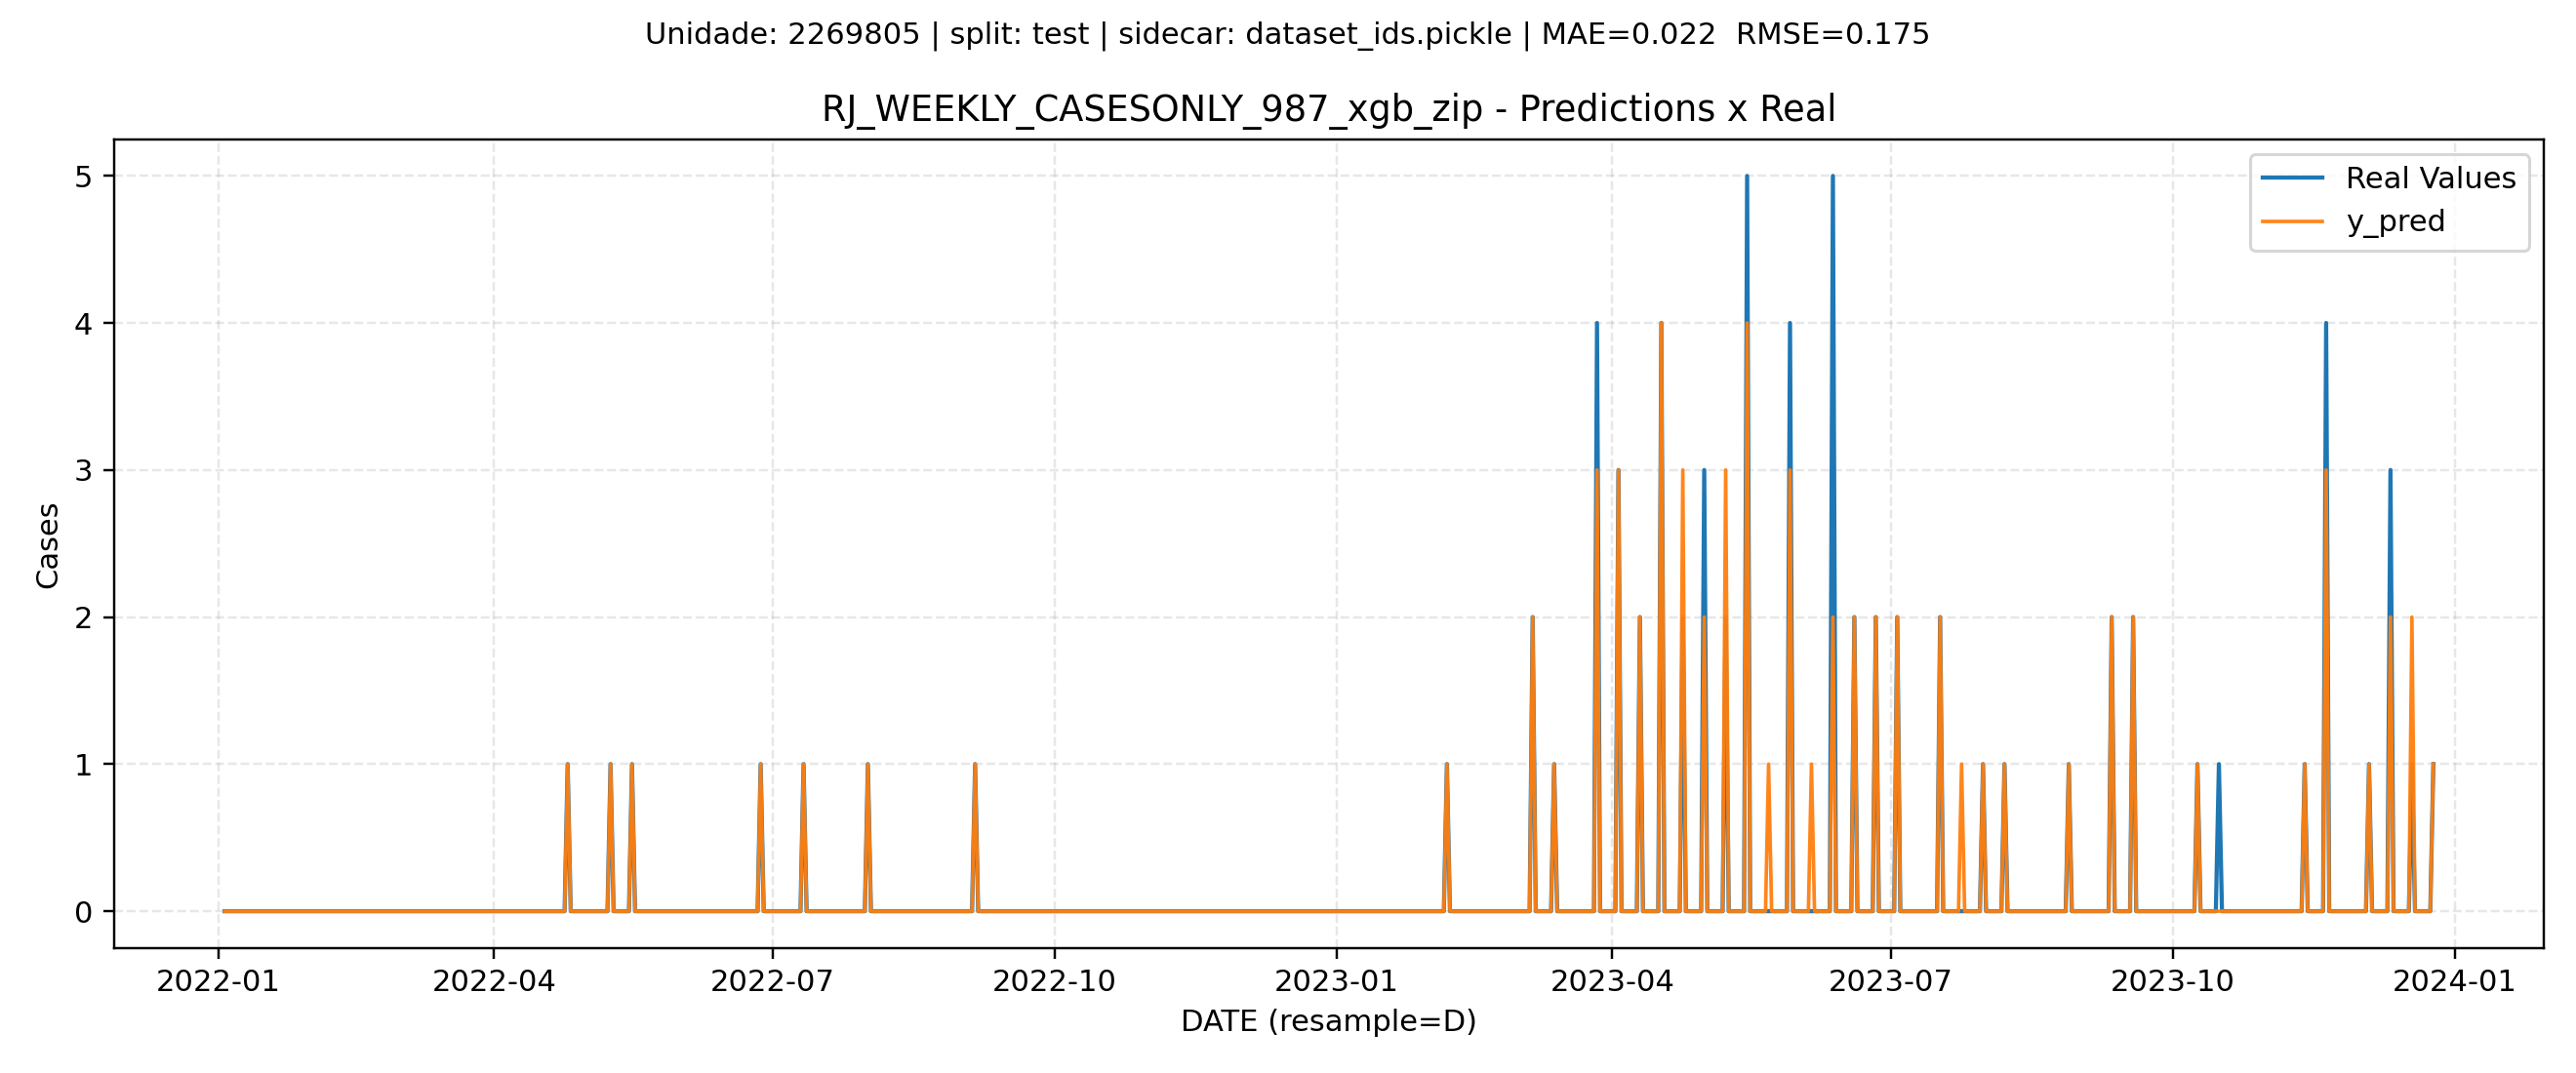 Unidade: 2269805 | split: test | sidecar: dataset_ids.pickle | MAE=0.022  RMSE=0.175
RJ_WEEKLY_CASESONLY_987_xgb_zip - Predictions x Real
Real Values
y_pred
5
4
3
2
1
0
Cases
2022-01
2022-04
2022-07
2022-10
2023-01
2023-04
2023-07
2023-10
2024-01
DATE (resample=D)